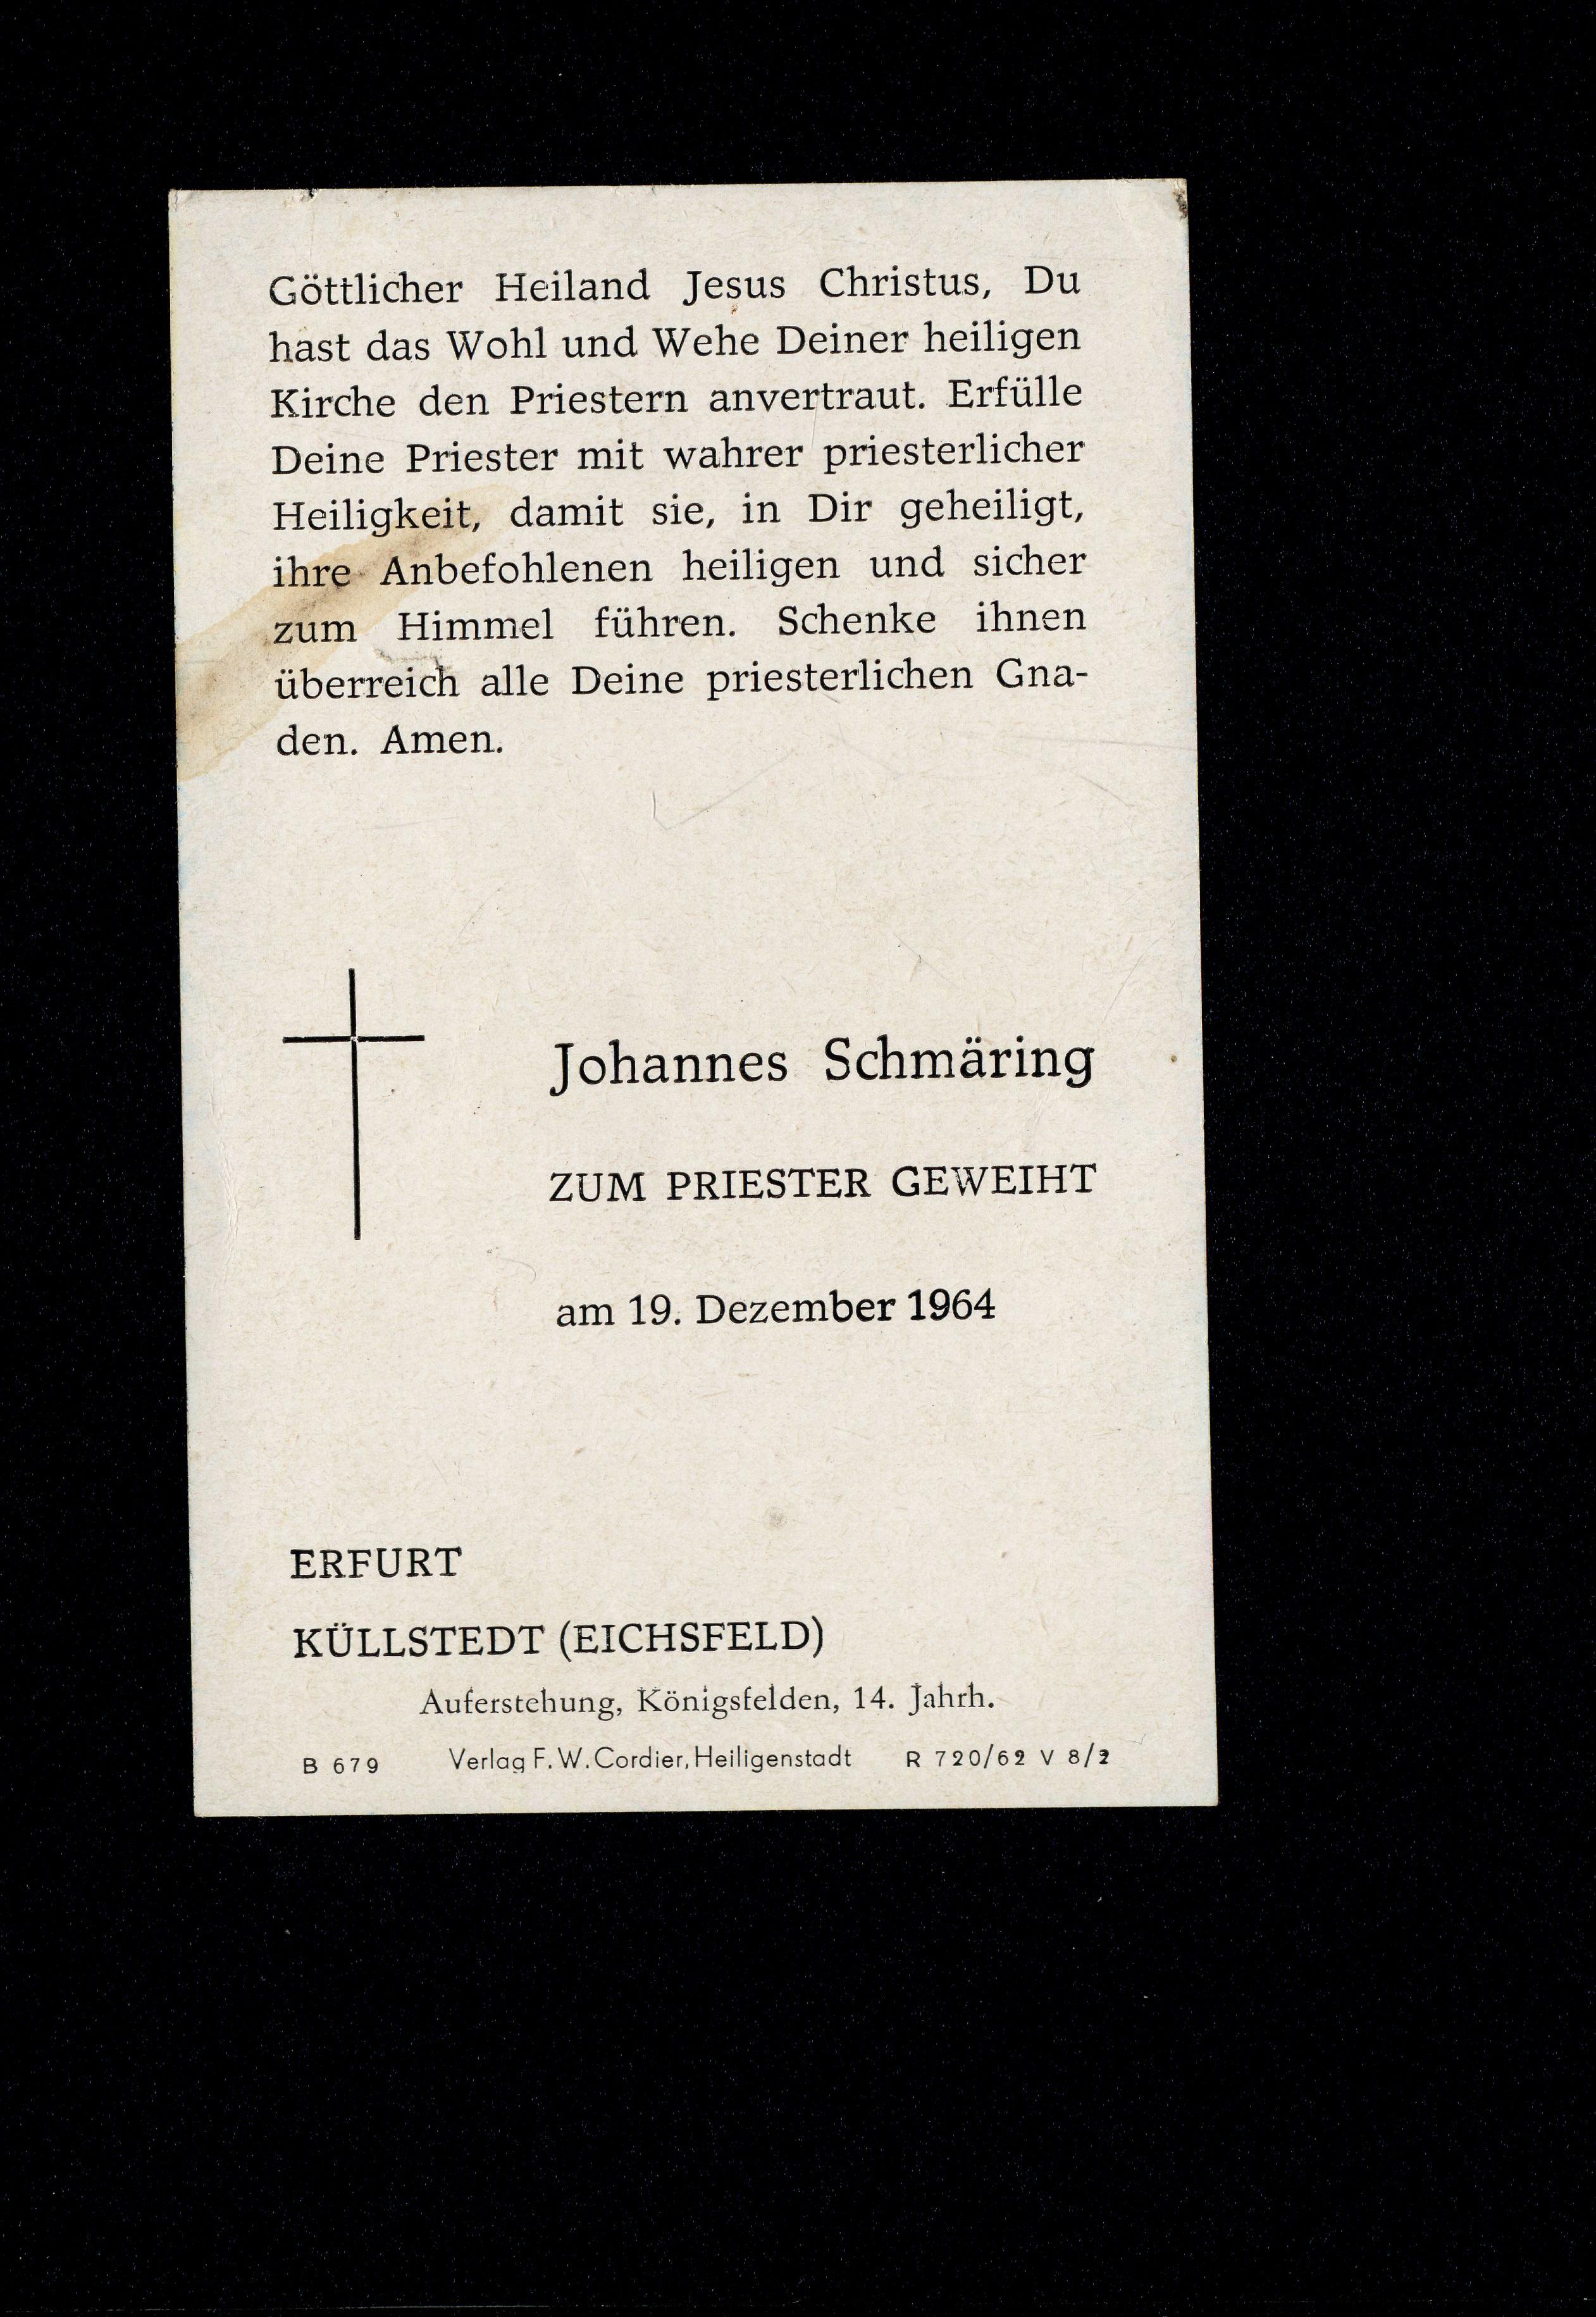 Göttlicher Heiland Jesus Christus, Du
hast das Wohl und Wehe Deiner heiligen
Kirche den Priestern anvertraut. Erfülle
Deine Priester mit wahrer priesterlicher
Heiligkeit, damit sie, in Dir geheiligt,
ihre Anbefohlenen heiligen und sicher
zum Himmel führen. Schenke ihnen
überreich alle Deine priesterlichen Gna-
den. Amen.
Johannes Schmäring
ZUM PRIESTER GEWEIHT
am 19. Dezember 1964
ERFURT
KÜLLSTEDT (EICHSFELD)
Auferstehung, Königsfelden, 14. Jahrh.
B 679 Verlag F. W. Cordier, Heiligenstadt R 720/62 V 8/2